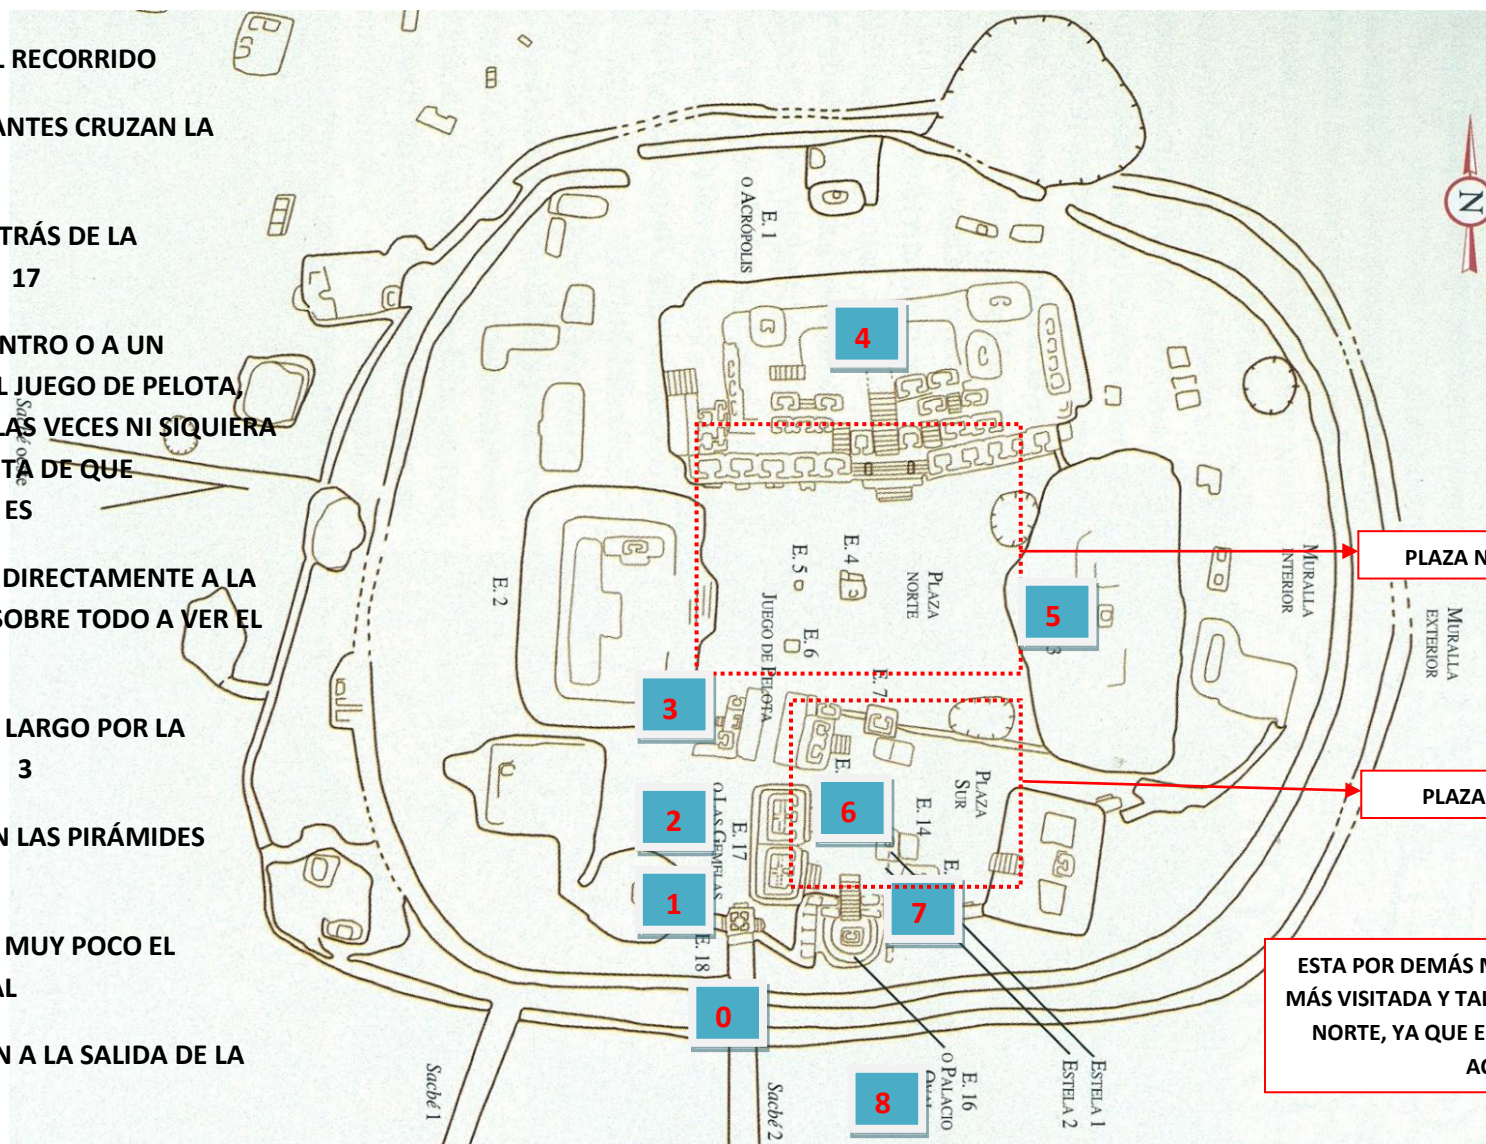 L RECORRIDO
ANTES CRUZAN LA
TRÁS DE LA
17
NTRO O A UN
L JUEGO DE PELOTA,
LAS VECES NI SIQUIERA
TA DE QUE
ES
DIRECTAMENTE A LA
SOBRE TODO A VER EL
LARGO POR LA
3
N LAS PIRÁMIDES
MUY POCO EL
AL
N A LA SALIDA DE LA
N
E. 1
O ACRÓPOLIS
4
E. 2
E. 5
E. 4
E. 6
PLAZA
NORTE
JUEGO DE PELOTA
5
3
MURALLA
INTERIOR
MURALLA
EXTERIOR
PLAZA N
3
E. 7
PLAZA
SUR
PLAZA
2
E. 17
O LAS GEMELAS
6
E.
E. 14
E.
1
7
E. 18
0
8
E. 16
O PALACIO
ESTELA 1
ESTELA 2
Sacbé 1
Sacbé 2
ESTA POR DEMÁS M
MÁS VISITADA Y TAL
NORTE, YA QUE E
AC